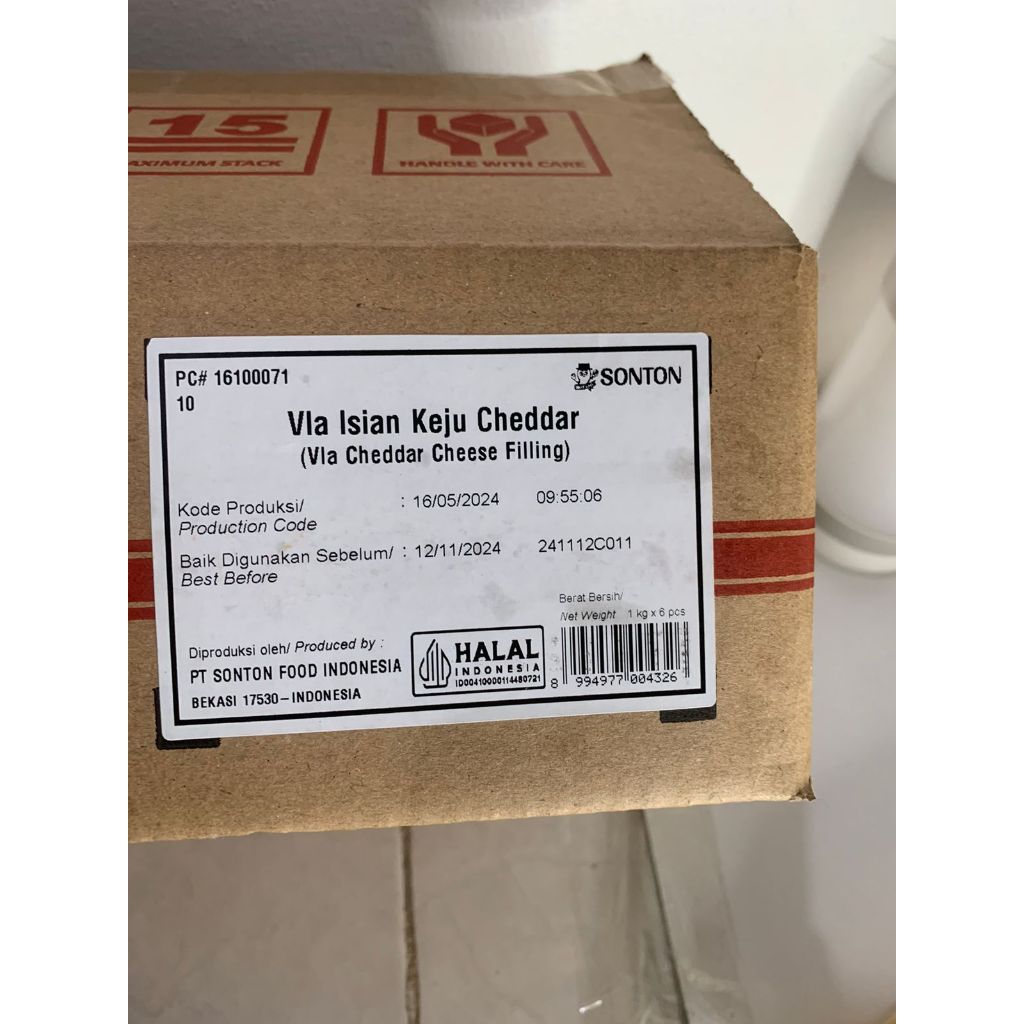 15
MAXIMUM STACK
HANDLE WITH CARE
PC# 16100071
10
SONTON
Vla Isian Keju Cheddar
(Vla Cheddar Cheese Filling)
Kode Produksi/ : 16/05/2024 09:55:06
Production Code
Baik Digunakan Sebelum/ : 12/11/2024 241112C011
Best Before
Berat Bersih/
Net Weight 1 kg x 6 pcs
Diproduksi oleh/ Produced by :
PT SONTON FOOD INDONESIA
BEKASI 17530–INDONESIA
HALAL
INDONESIA
ID00410000114480721
8 994977 004326